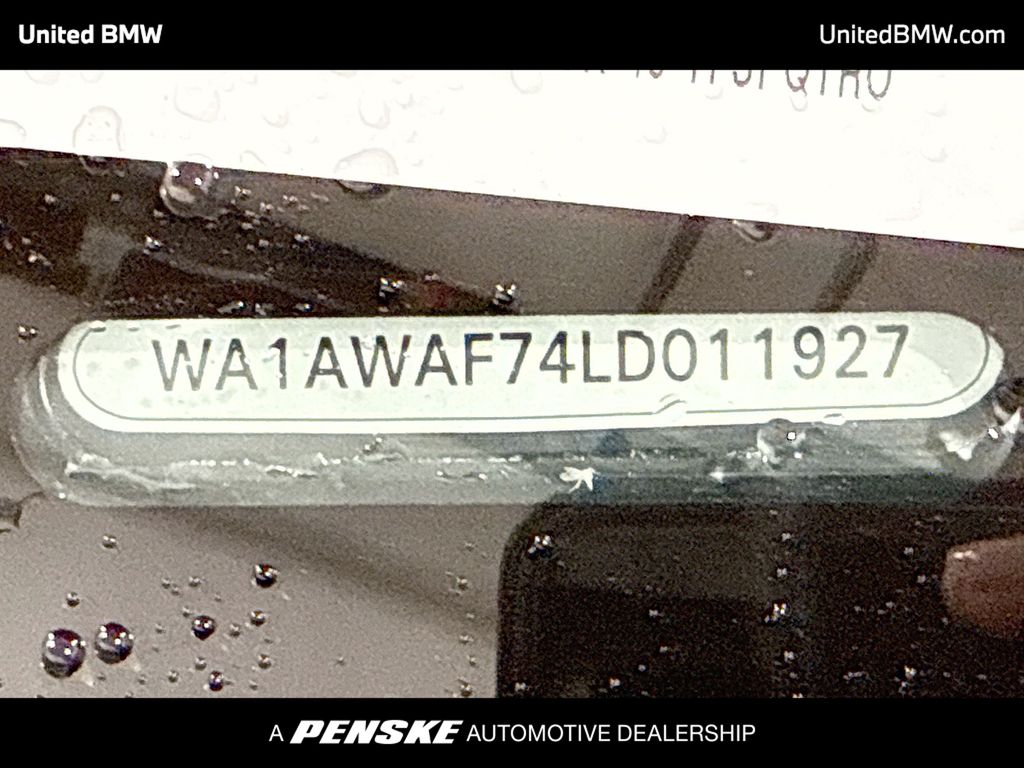 United BMW
UnitedBMW.com
WA1AWAF74LD011927
A PENSKE AUTOMOTIVE DEALERSHIP